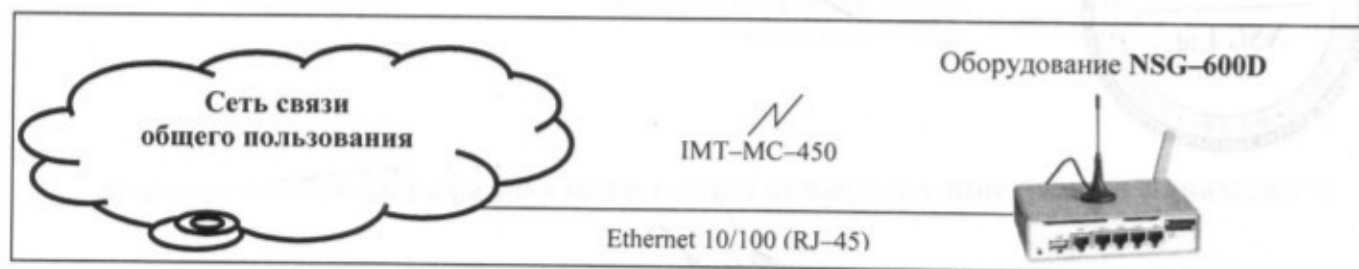 Сеть связи
общего пользования
Оборудование NSG–600D
IMT–MC–450
Ethernet 10/100 (RJ–45)